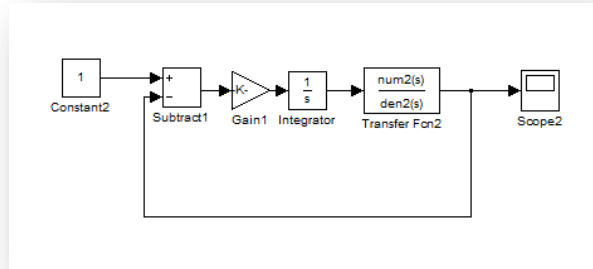 1
Constant2
+
−
Subtract1
-K-
Gain1
1
s
Integrator
num2(s)
den2(s)
Transfer Fcn2
Scope2